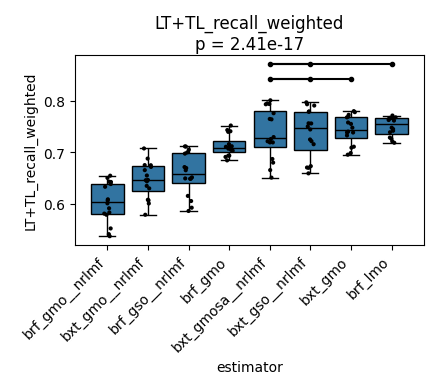 LT+TL_recall_weighted
p = 2.41e-17
LT+TL_recall_weighted
0.8
0.7
0.6
brf_gmo__nrlmf
bxt_gmo__nrlmf
brf_gso__nrlmf
brf_gmo
bxt_gmosa__nrlmf
bxt_gso__nrlmf
bxt_gmo
brf_lmo
estimator